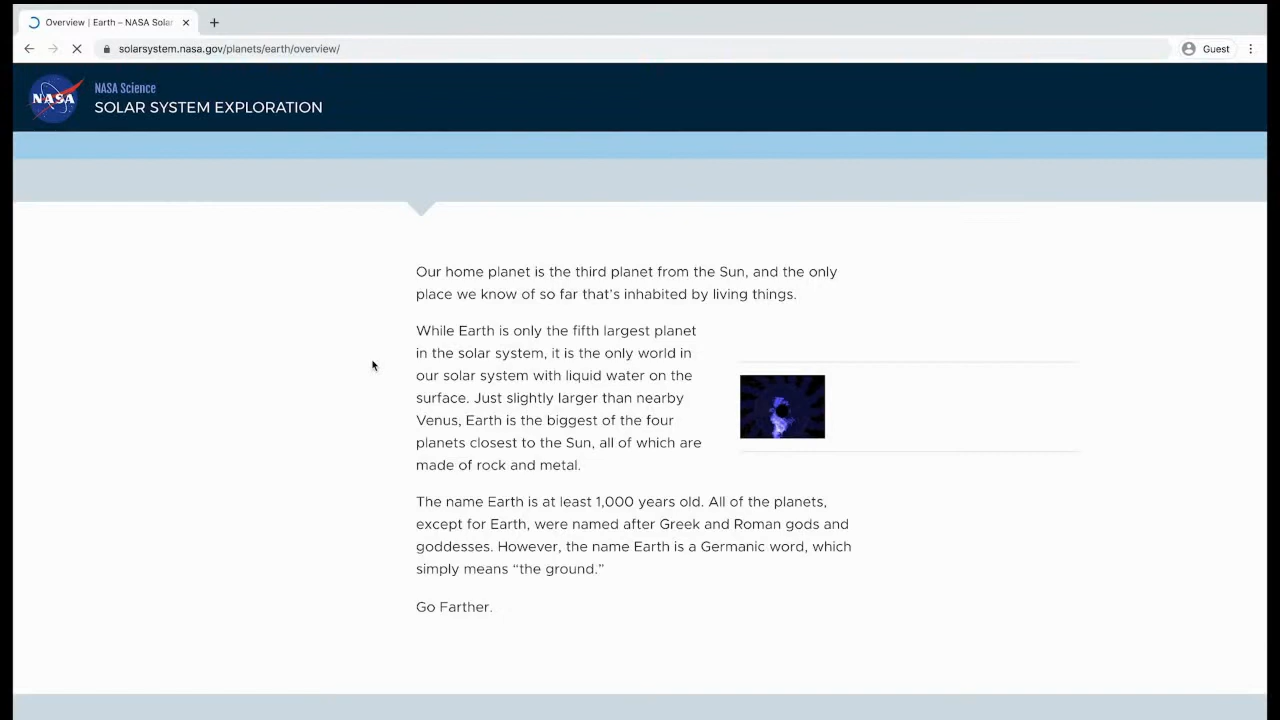 Overview | Earth – NASA Solar
solarsystem.nasa.gov/planets/earth/overview/
Guest
NASA
NASA Science
SOLAR SYSTEM EXPLORATION
Our home planet is the third planet from the Sun, and the only
place we know of so far that’s inhabited by living things.
While Earth is only the fifth largest planet
in the solar system, it is the only world in
our solar system with liquid water on the
surface. Just slightly larger than nearby
Venus, Earth is the biggest of the four
planets closest to the Sun, all of which are
made of rock and metal.
The name Earth is at least 1,000 years old. All of the planets,
except for Earth, were named after Greek and Roman gods and
goddesses. However, the name Earth is a Germanic word, which
simply means “the ground.”
Go Farther.